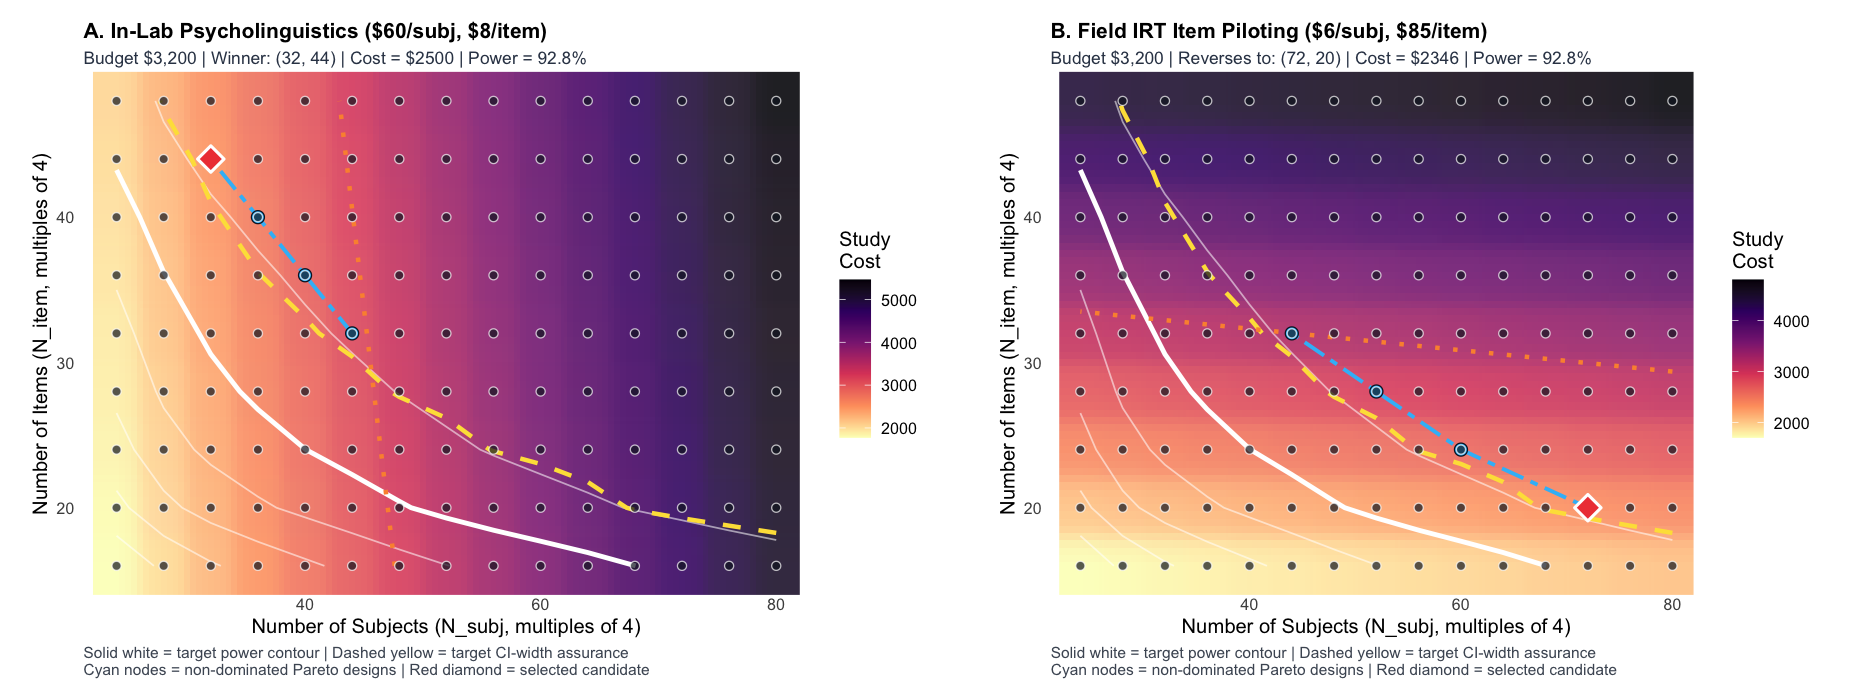 A. In-Lab Psycholinguistics ($60/subj, $8/item)
Budget $3,200 | Winner: (32, 44) | Cost = $2500 | Power = 92.8%
Number of Items (N_item, multiples of 4)
40
30
20
40
60
80
Number of Subjects (N_subj, multiples of 4)
Study
Cost
5000
4000
3000
2000
Solid white = target power contour | Dashed yellow = target CI-width assurance
Cyan nodes = non-dominated Pareto designs | Red diamond = selected candidate
B. Field IRT Item Piloting ($6/subj, $85/item)
Budget $3,200 | Reverses to: (72, 20) | Cost = $2346 | Power = 92.8%
Number of Items (N_item, multiples of 4)
40
30
20
40
60
80
Number of Subjects (N_subj, multiples of 4)
Study
Cost
4000
3000
2000
Solid white = target power contour | Dashed yellow = target CI-width assurance
Cyan nodes = non-dominated Pareto designs | Red diamond = selected candidate